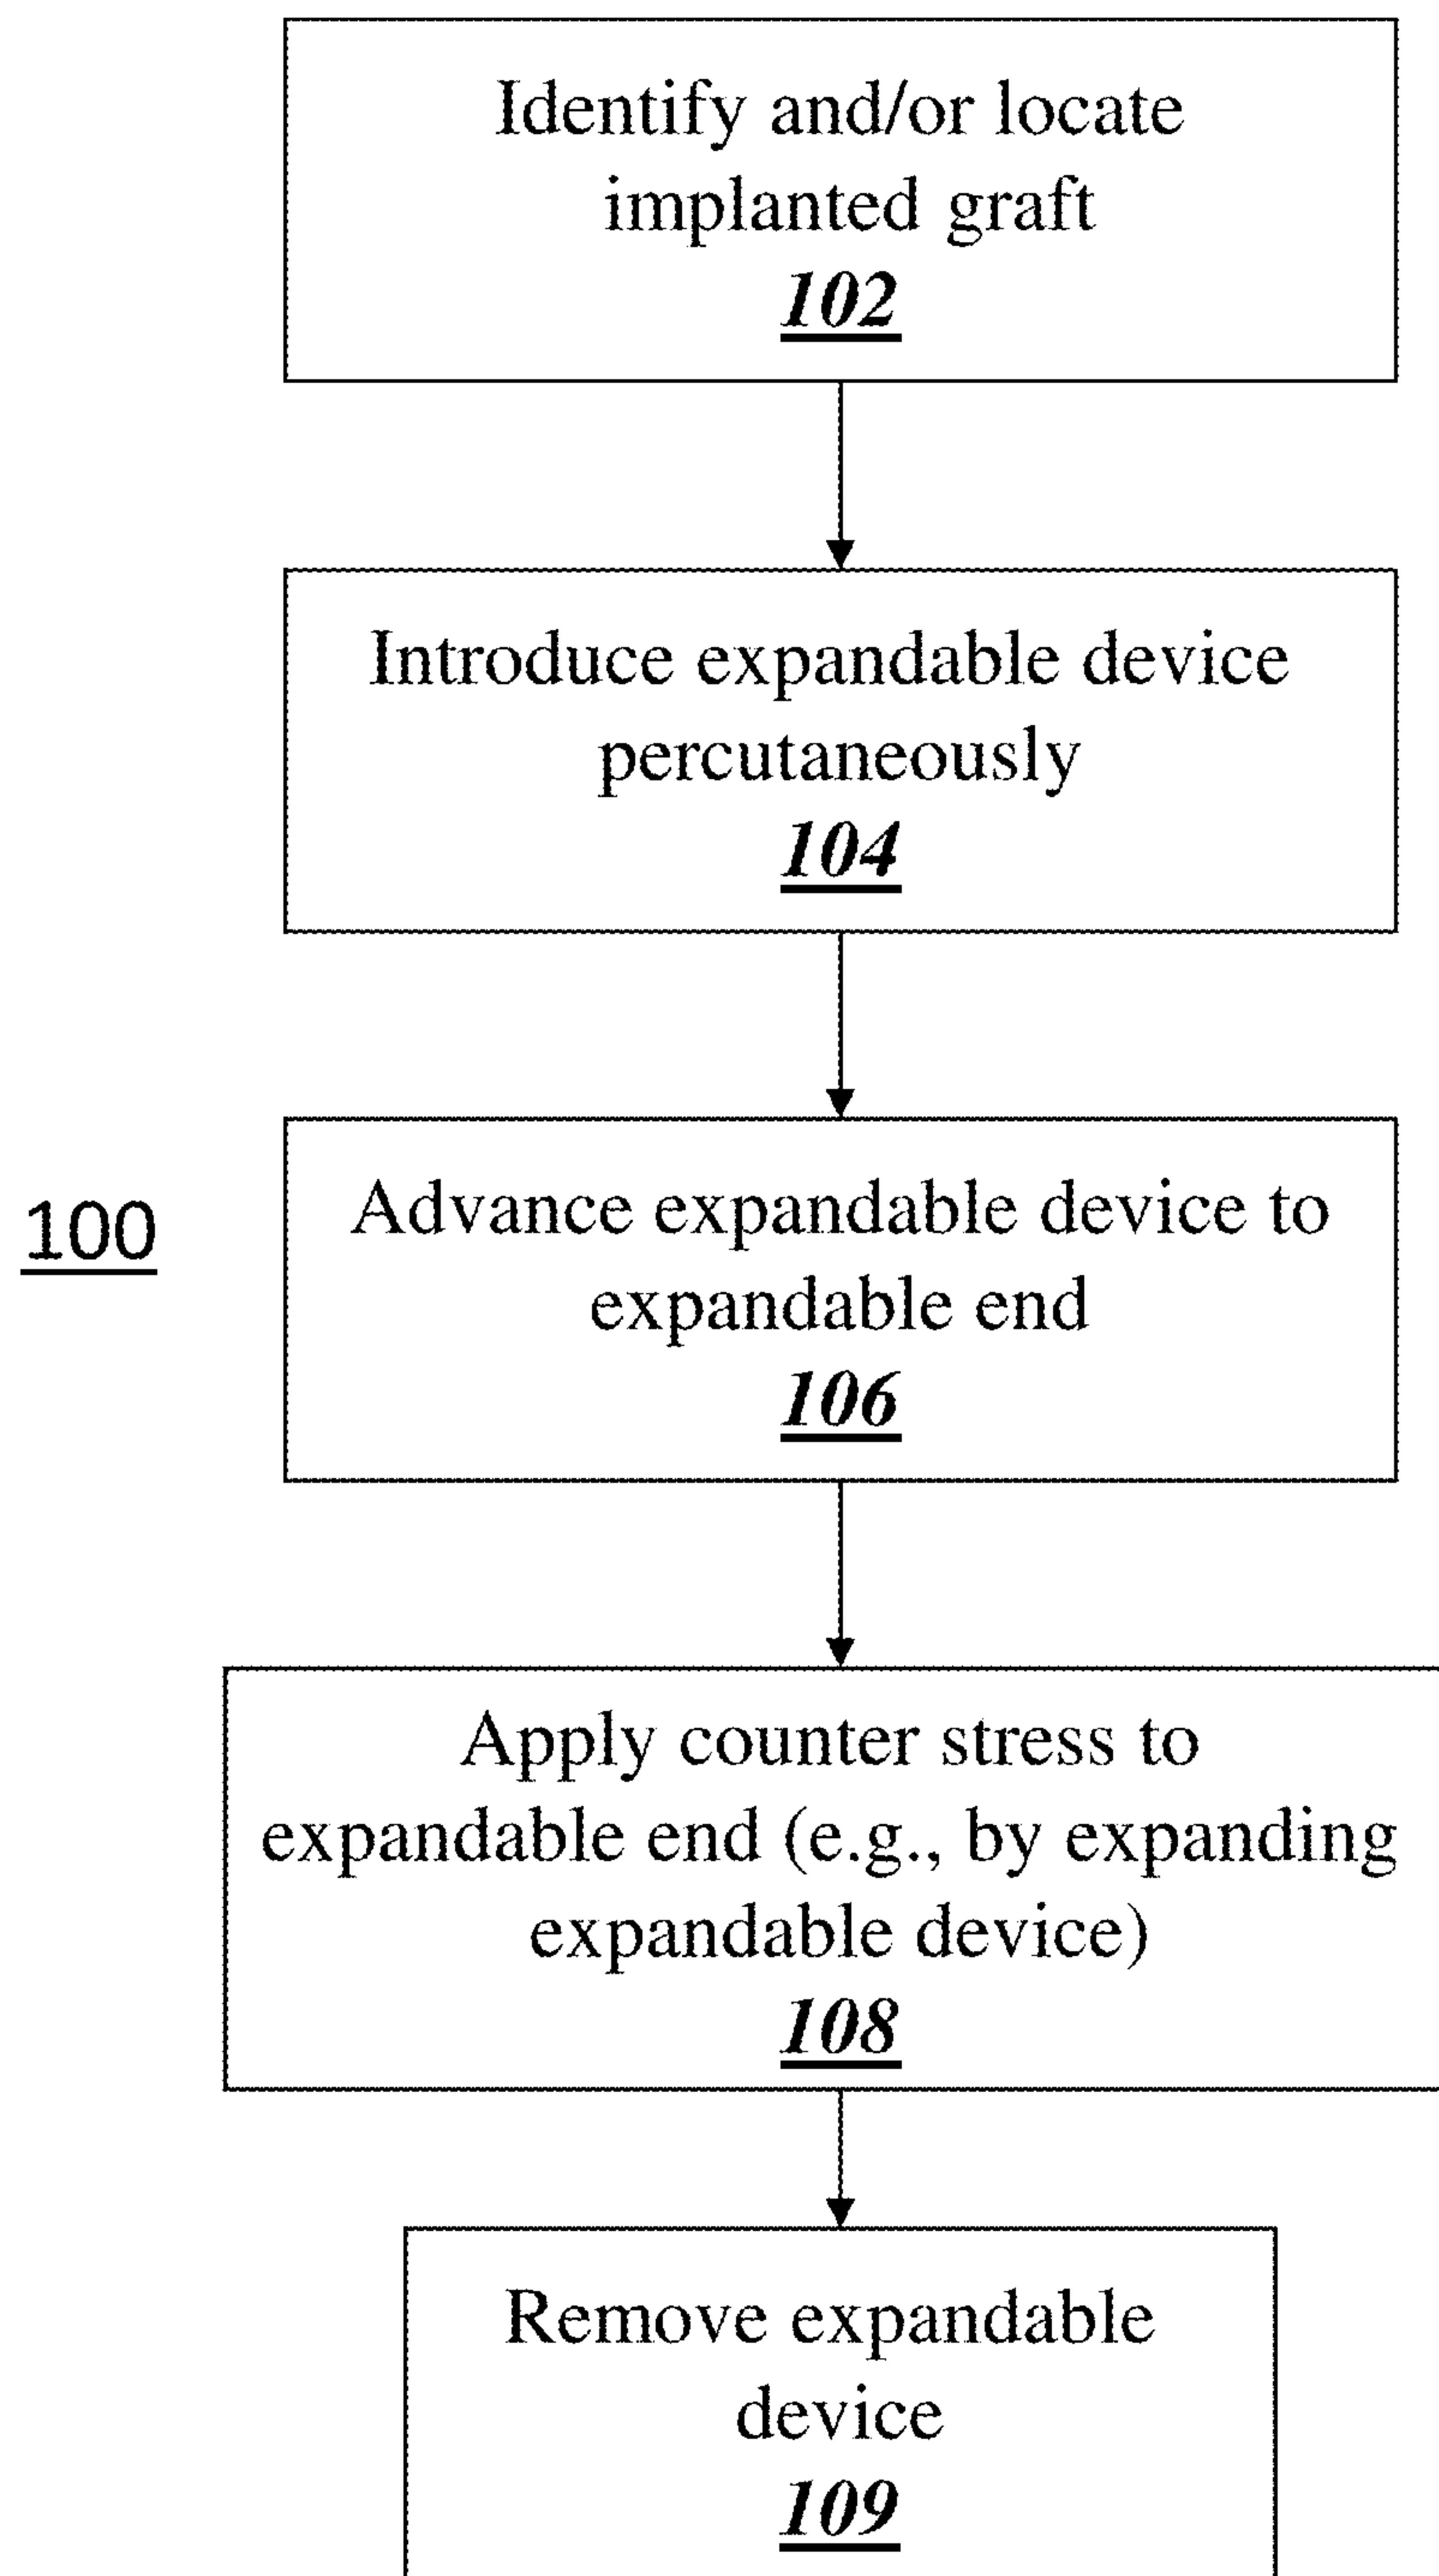 Identify and/or locate
implanted graft
102
Introduce expandable device
percutaneously
104
100
Advance expandable device to
expandable end
106
Apply counter stress to
expandable end (e.g., by expanding
expandable device)
108
Remove expandable
device
109